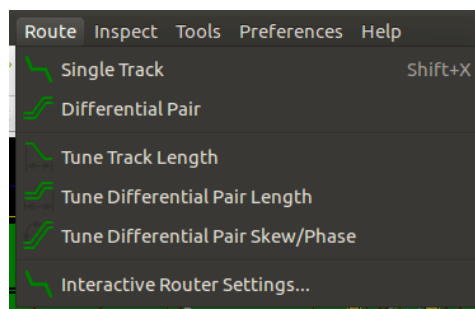 Route Inspect Tools Preferences Help
Single Track Shift+X
Differential Pair
Tune Track Length
Tune Differential Pair Length
Tune Differential Pair Skew/Phase
Interactive Router Settings...